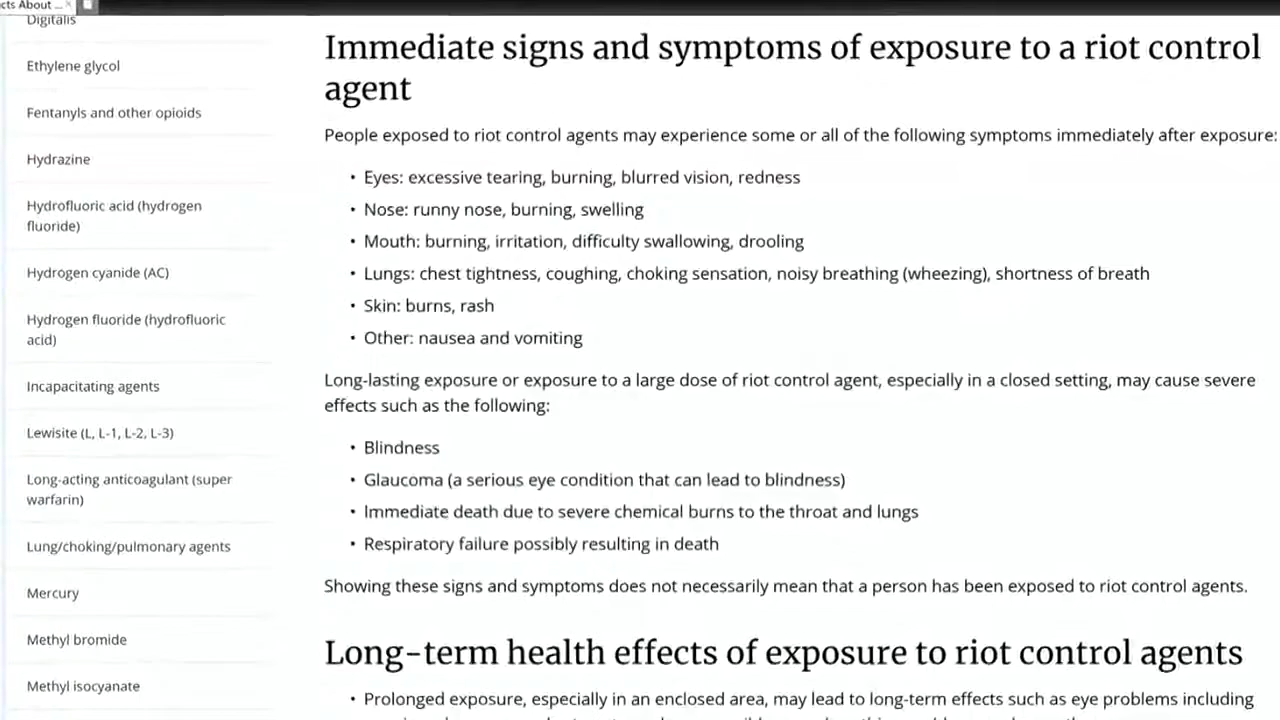 cts About ...
Digitalis
Ethylene glycol
Fentanyls and other opioids
Hydrazine
Hydrofluoric acid (hydrogen
fluoride)
Hydrogen cyanide (AC)
Hydrogen fluoride (hydrofluoric
acid)
Incapacitating agents
Lewisite (L, L-1, L-2, L-3)
Long-acting anticoagulant (super
warfarin)
Lung/choking/pulmonary agents
Mercury
Methyl bromide
Methyl isocyanate
Immediate signs and symptoms of exposure to a riot control
agent
People exposed to riot control agents may experience some or all of the following symptoms immediately after exposure:
• Eyes: excessive tearing, burning, blurred vision, redness
• Nose: runny nose, burning, swelling
• Mouth: burning, irritation, difficulty swallowing, drooling
• Lungs: chest tightness, coughing, choking sensation, noisy breathing (wheezing), shortness of breath
• Skin: burns, rash
• Other: nausea and vomiting
Long-lasting exposure or exposure to a large dose of riot control agent, especially in a closed setting, may cause severe
effects such as the following:
• Blindness
• Glaucoma (a serious eye condition that can lead to blindness)
• Immediate death due to severe chemical burns to the throat and lungs
• Respiratory failure possibly resulting in death
Showing these signs and symptoms does not necessarily mean that a person has been exposed to riot control agents.
Long-term health effects of exposure to riot control agents
• Prolonged exposure, especially in an enclosed area, may lead to long-term effects such as eye problems including